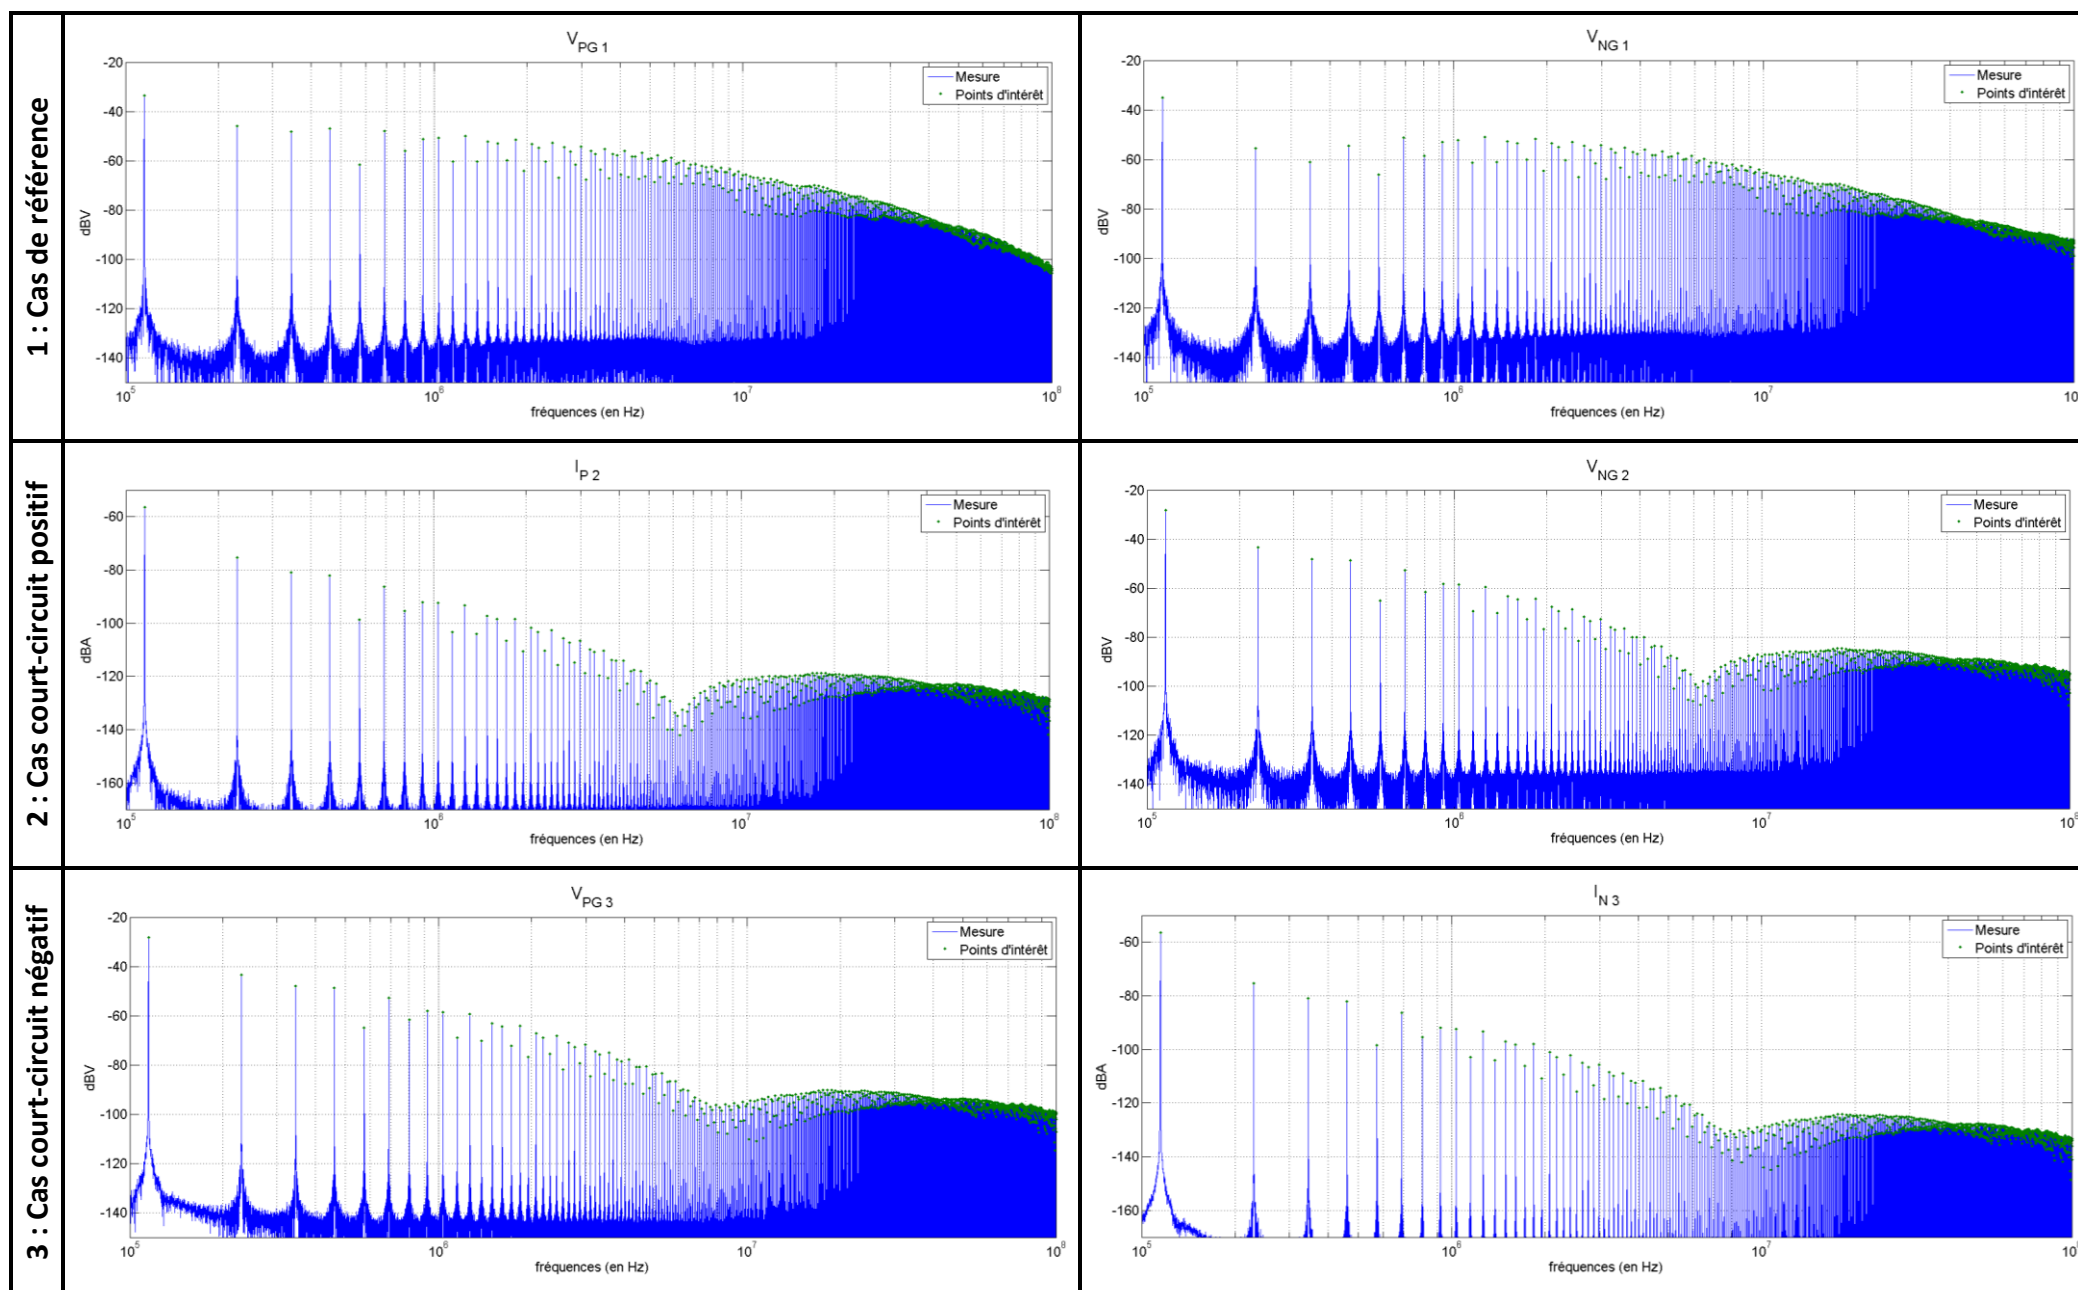 1 : Cas de référence
V_PG 1
-20
-40
-60
-80
-100
-120
-140
dBV
Mesure
Points d'intérêt
10^5
10^6
10^7
10^8
fréquences (en Hz)
V_NG 1
-20
-40
-60
-80
-100
-120
-140
dBV
Mesure
Points d'intérêt
10^5
10^6
10^7
10
fréquences (en Hz)
2 : Cas court-circuit positif
I_P 2
-60
-80
-100
-120
-140
-160
dBA
Mesure
Points d'intérêt
10^5
10^6
10^7
10^8
fréquences (en Hz)
V_NG 2
-20
-40
-60
-80
-100
-120
-140
dBV
Mesure
Points d'intérêt
10^5
10^6
10^7
10^8
fréquences (en Hz)
3 : Cas court-circuit négatif
V_PG 3
-20
-40
-60
-80
-100
-120
-140
dBV
Mesure
Points d'intérêt
10^5
10^6
10^7
10^8
fréquences (en Hz)
I_N 3
-60
-80
-100
-120
-140
-160
dBA
Mesure
Points d'intérêt
10^5
10^6
10^7
10^8
fréquences (en Hz)